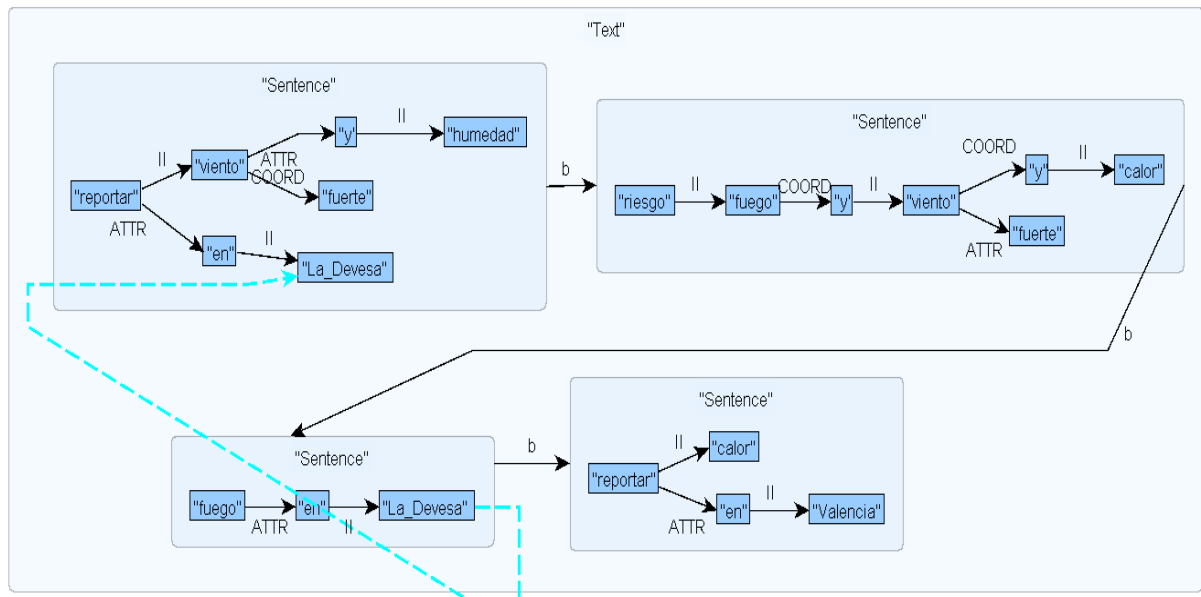 "Text"
"Sentence"
"reportar"
II
"viento"
ATTR
COORD
"y"
II
"humedad"
"fuerte"
ATTR
"en"
II
"La_Devesa"
b
"Sentence"
"riesgo"
II
"fuego"
COORD
"y"
II
"viento"
COORD
"y"
II
"calor"
ATTR
"fuerte"
b
"Sentence"
"fuego"
ATTR
"en"
II
"La_Devesa"
b
"Sentence"
"reportar"
II
"calor"
ATTR
"en"
II
"Valencia"